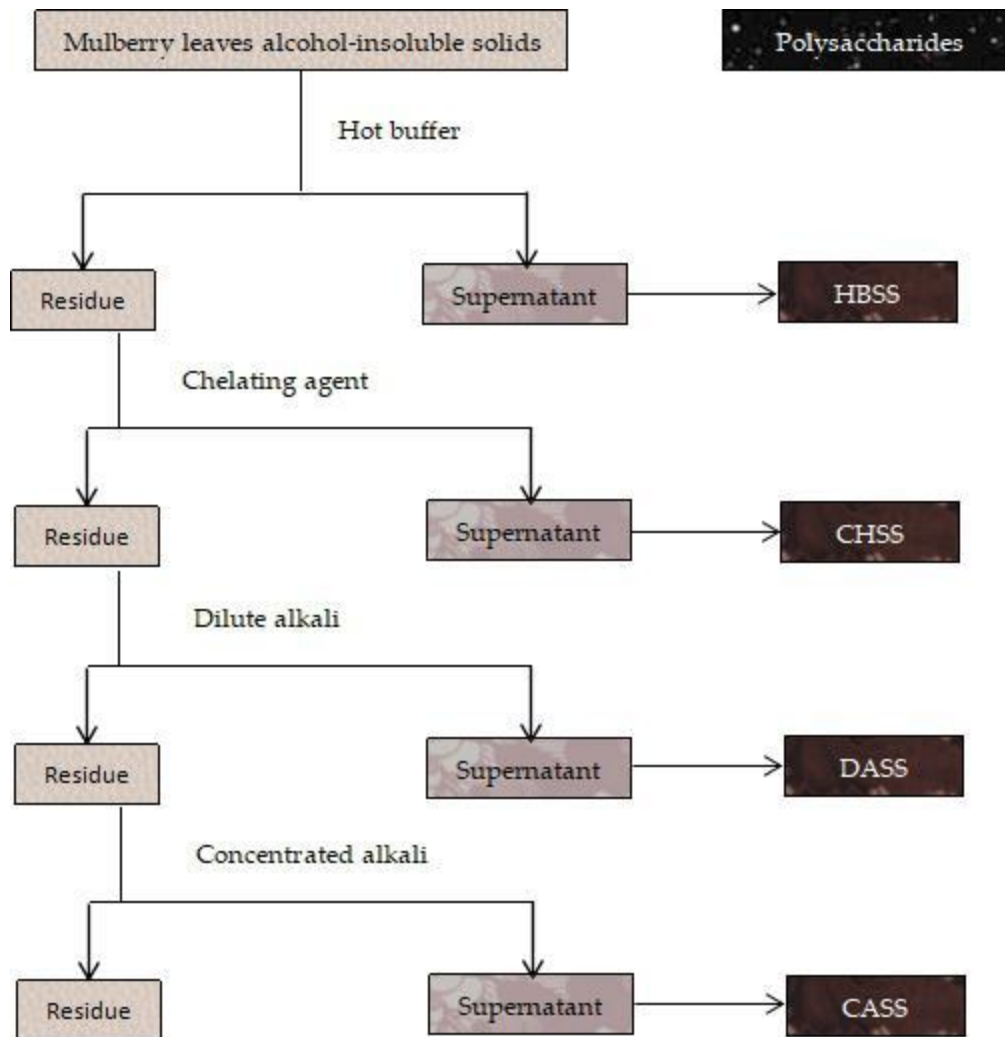 Mulberry leaves alcohol-insoluble solids
Polysaccharides
Hot buffer
Residue
Supernatant
HBSS
Chelating agent
Residue
Supernatant
CHSS
Dilute alkali
Residue
Supernatant
DASS
Concentrated alkali
Residue
Supernatant
CASS